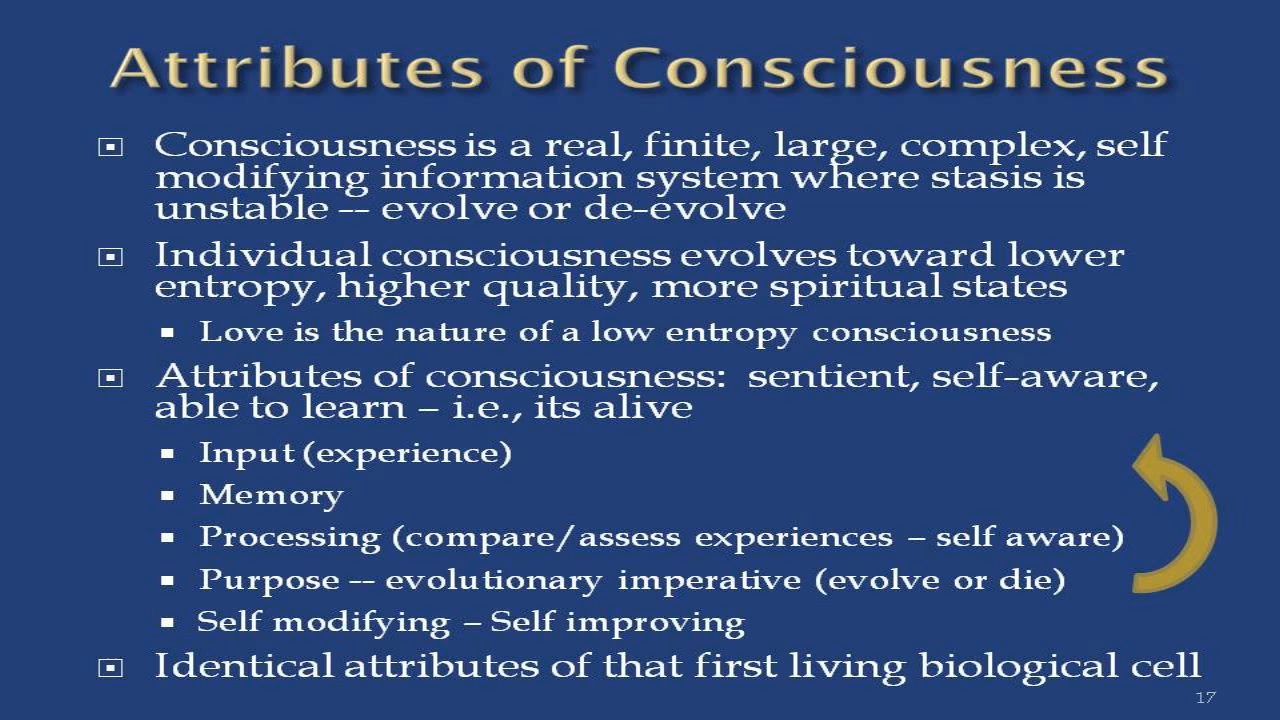 Attributes of Consciousness
Consciousness is a real, finite, large, complex, self
modifying information system where stasis is
unstable -- evolve or de-evolve
Individual consciousness evolves toward lower
entropy, higher quality, more spiritual states
Love is the nature of a low entropy consciousness
Attributes of consciousness:  sentient, self-aware,
able to learn – i.e., its alive
Input (experience)
Memory
Processing (compare/assess experiences – self aware)
Purpose -- evolutionary imperative (evolve or die)
Self modifying – Self improving
Identical attributes of that first living biological cell
17